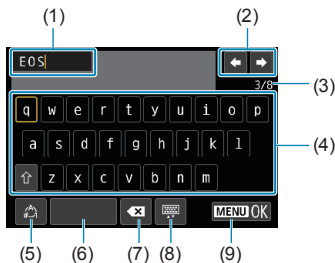 (1) (2)
EOS
3/8 (3)
q w e r t y u i o p
a s d f g h j k l (4)
z x c v b n m
MENU OK
(5) (6) (7) (8) (9)